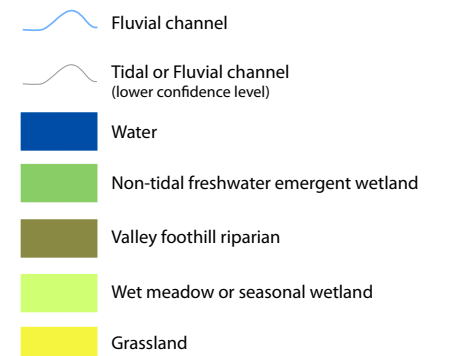 Fluvial channel
Tidal or Fluvial channel
(lower confidence level)
Water
Non-tidal freshwater emergent wetland
Valley foothill riparian
Wet meadow or seasonal wetland
Grassland